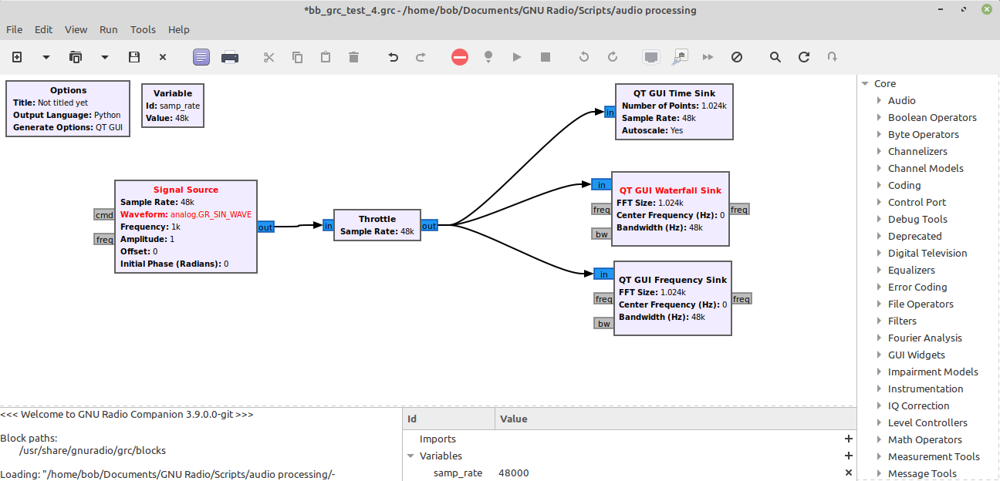 *bb_grc_test_4.grc - /home/bob/Documents/GNU Radio/Scripts/audio processing
File Edit View Run Tools Help
Options
Title: Not titled yet
Output Language: Python
Generate Options: QT GUI
Variable
Id: samp_rate
Value: 48k
QT GUI Time Sink
Number of Points: 1.024k
Sample Rate: 48k
Autoscale: Yes
in
Signal Source
Sample Rate: 48k
Waveform: analog.GR_SIN_WAVE
Frequency: 1k
Amplitude: 1
Offset: 0
Initial Phase (Radians): 0
cmd
freq
out
in
Throttle
Sample Rate: 48k
out
in
freq
bw
QT GUI Waterfall Sink
FFT Size: 1.024k
Center Frequency (Hz): 0
Bandwidth (Hz): 48k
freq
in
freq
bw
QT GUI Frequency Sink
FFT Size: 1.024k
Center Frequency (Hz): 0
Bandwidth (Hz): 48k
freq
Core
Audio
Boolean Operators
Byte Operators
Channelizers
Channel Models
Coding
Control Port
Debug Tools
Deprecated
Digital Television
Equalizers
Error Coding
File Operators
Filters
Fourier Analysis
GUI Widgets
Impairment Models
Instrumentation
IQ Correction
Level Controllers
Math Operators
Measurement Tools
Message Tools
<<< Welcome to GNU Radio Companion 3.9.0.0-git >>>
Block paths:
/usr/share/gnuradio/grc/blocks
Loading: "/home/bob/Documents/GNU Radio/Scripts/audio processing/-
Id Value
Imports
Variables
samp_rate 48000